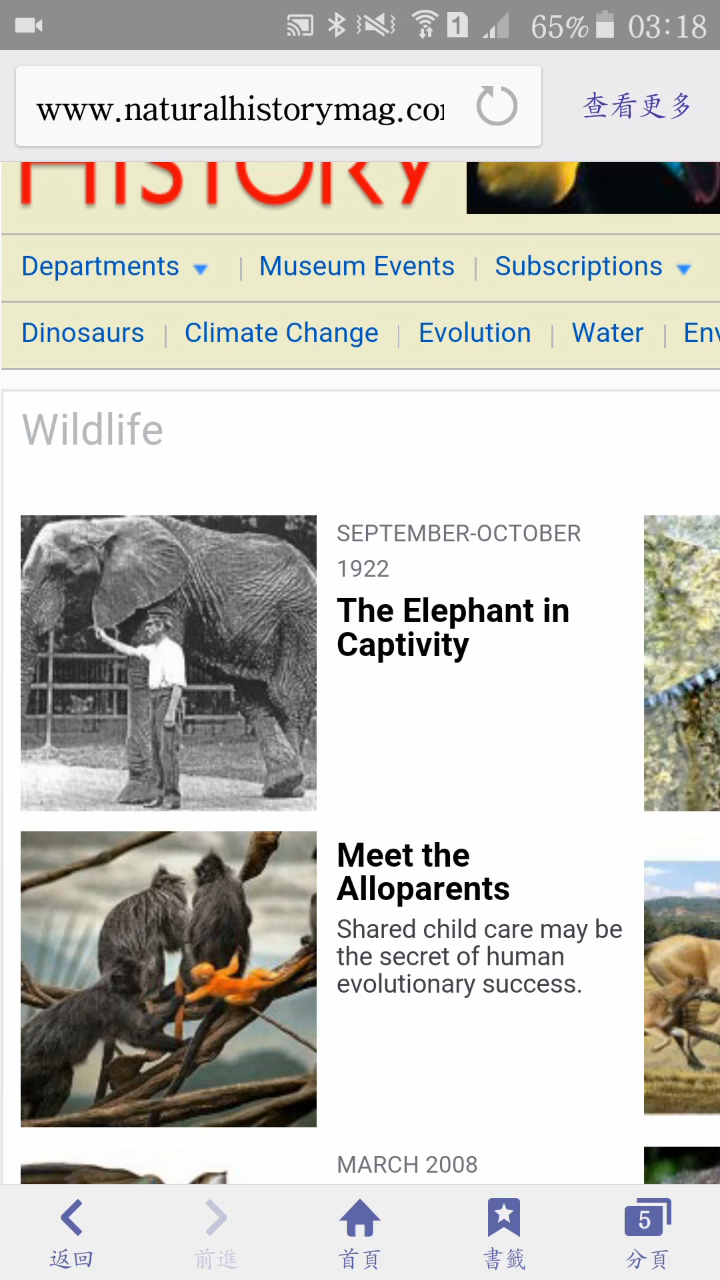 1 65% 03:18
www.naturalhistorymag.co
查看更多
HISTORY
Departments | Museum Events | Subscriptions
Dinosaurs | Climate Change | Evolution | Water | Env
Wildlife
SEPTEMBER-OCTOBER
1922
The Elephant in
Captivity
Meet the
Alloparents
Shared child care may be
the secret of human
evolutionary success.
MARCH 2008
5
返回 前進 首頁 書籤 分頁